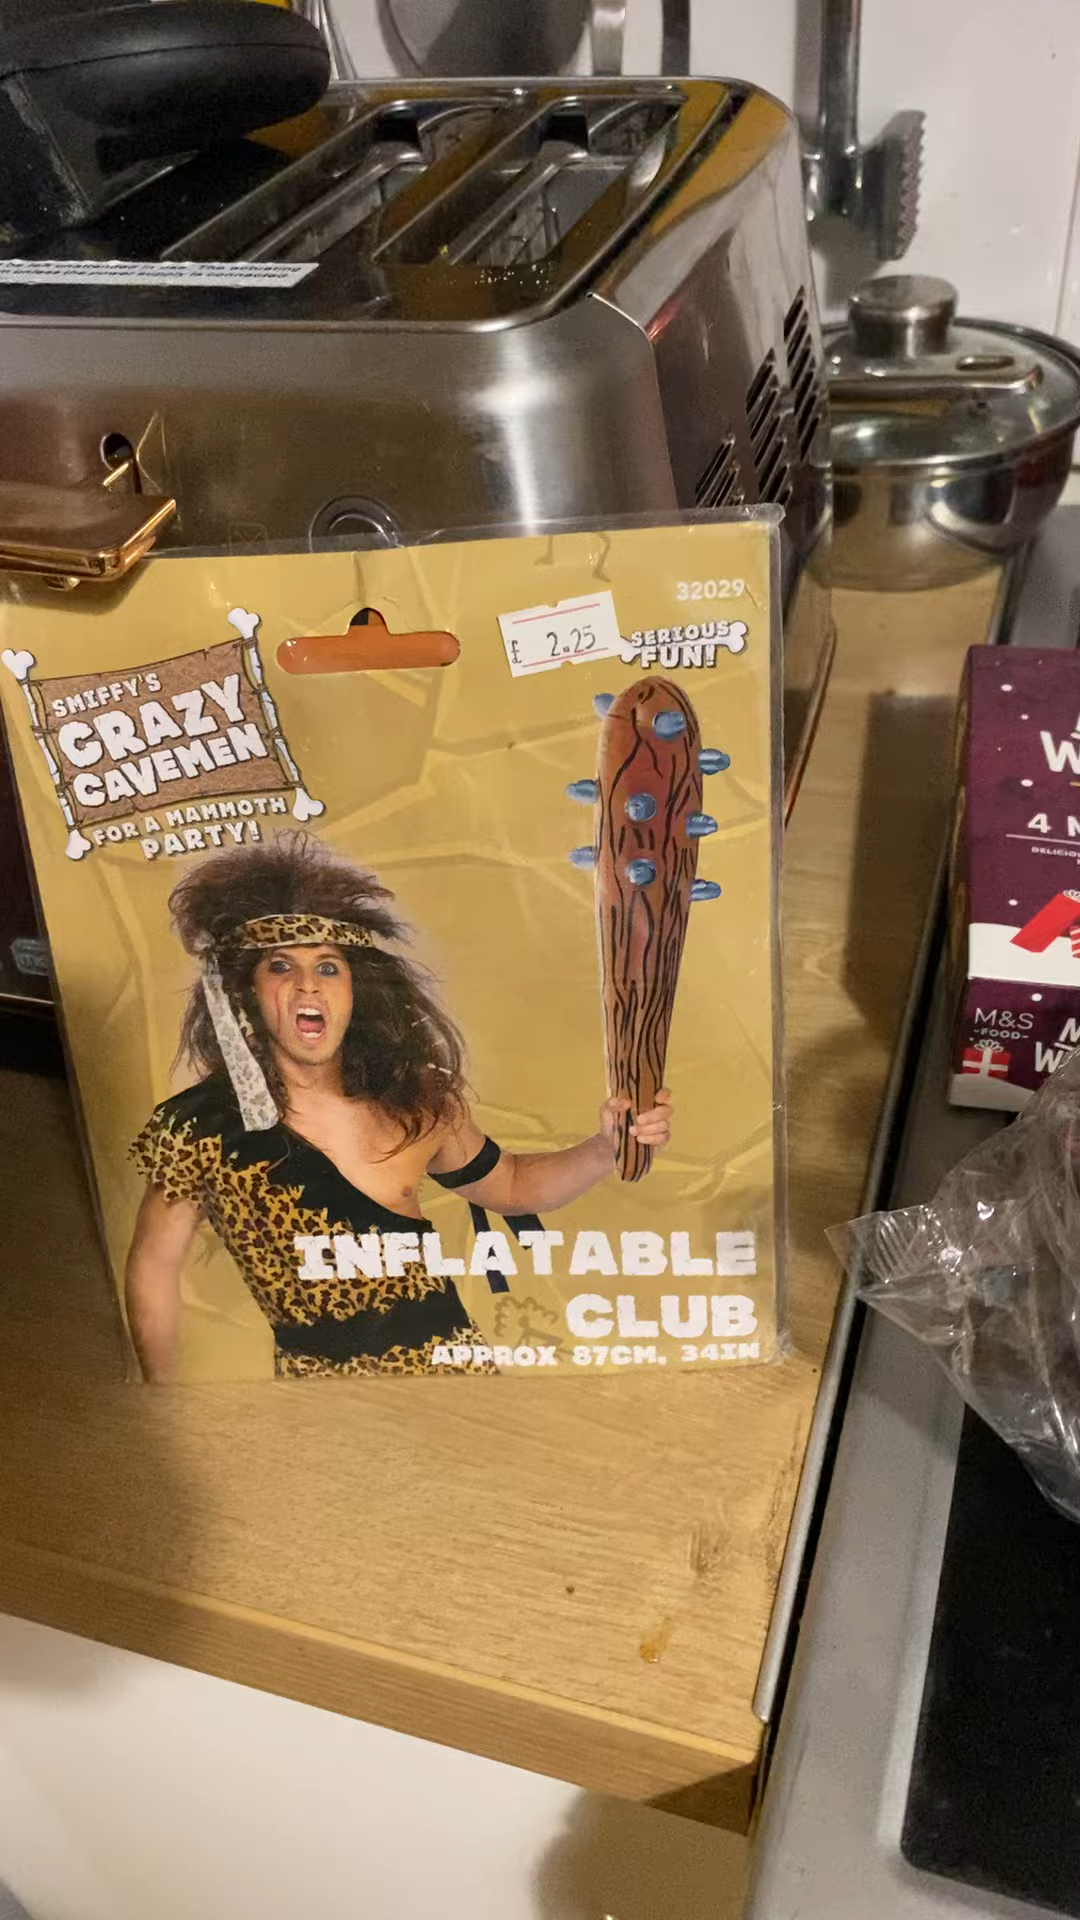 32029
£ 2.25
SERIOUS
FUN!
SMIFFY'S
CRAZY
CAVEMEN
FOR A MAMMOTH
PARTY!
INFLATABLE
CLUB
APPROX 87CM, 34IN
4
M&S
FOOD